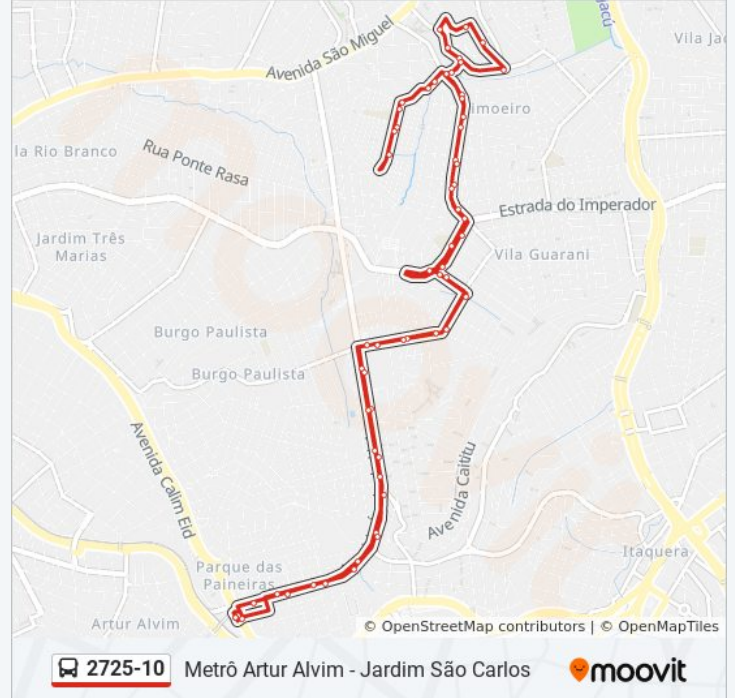 acú
Vila Jac
Avenida São Miguel
imoeiro
la Rio Branco
Rua Ponte Rasa
Estrada do Imperador
Jardim Três
Marias
Vila Guarani
Burgo Paulista
Burgo Paulista
Avenida Calim Eid
Avenida Caititu
Itaquera
Parque das
Paineiras
Artur Alvim
© OpenStreetMap contributors | © OpenMapTiles
2725-10 Metrô Artur Alvim - Jardim São Carlos moovit